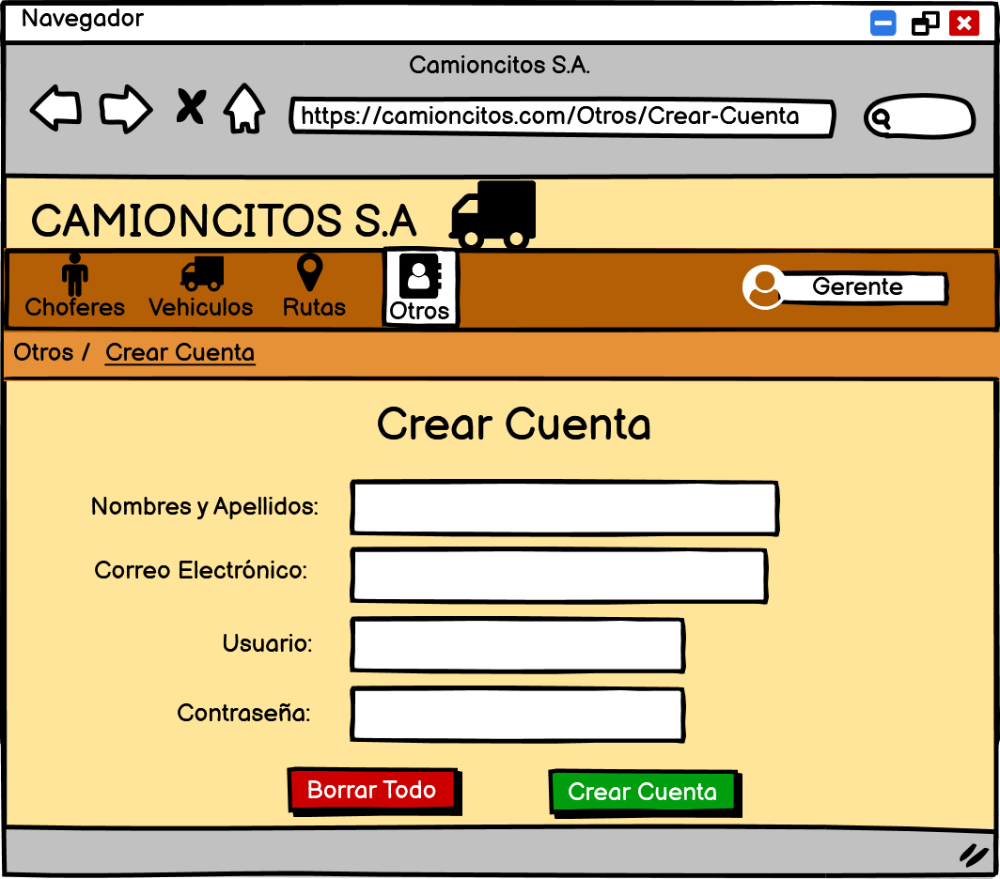 Navegador
Camioncitos S.A.
https://camioncitos.com/Otros/Crear-Cuenta
CAMIONCITOS S.A
Choferes Vehiculos Rutas Otros Gerente
Otros / Crear Cuenta
Crear Cuenta
Nombres y Apellidos:
Correo Electrónico:
Usuario:
Contraseña:
Borrar Todo Crear Cuenta